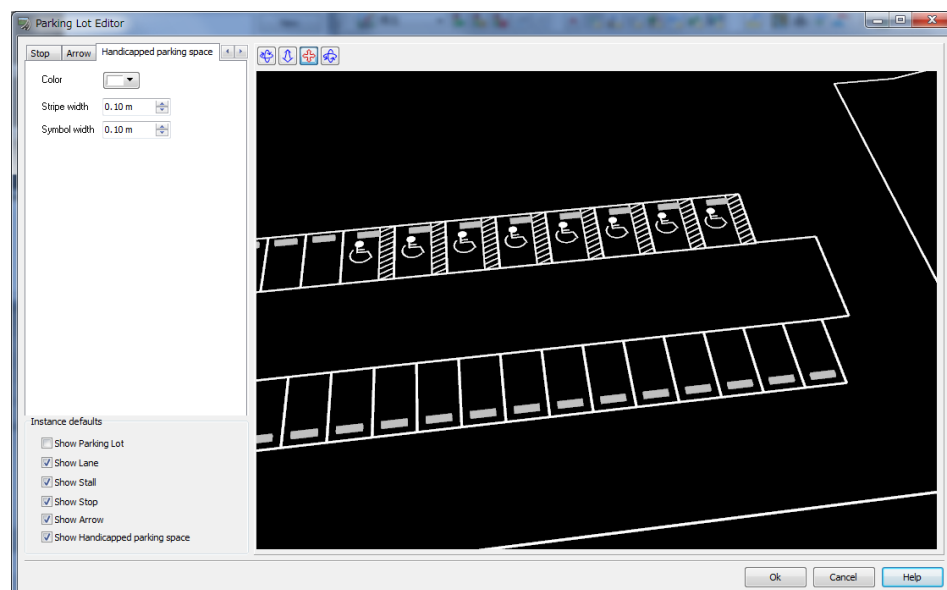 Parking Lot Editor
Stop Arrow Handicapped parking space
Color
Stripe width 0.10 m
Symbol width 0.10 m
Instance defaults
Show Parking Lot
Show Lane
Show Stall
Show Stop
Show Arrow
Show Handicapped parking space
Ok Cancel Help